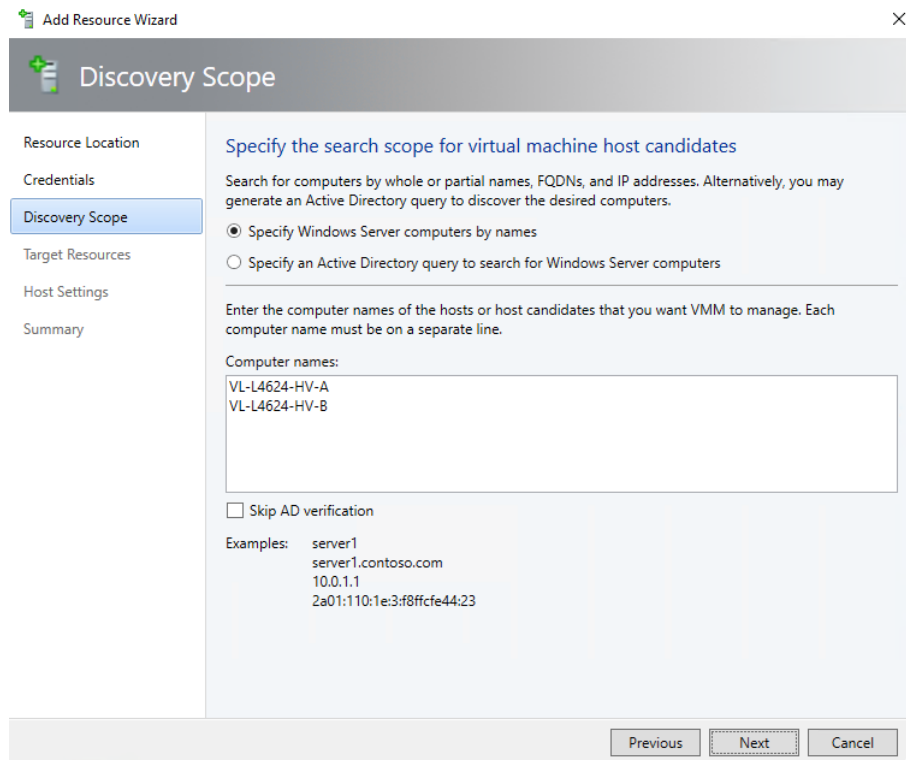 Add Resource Wizard
Discovery Scope
Resource Location
Credentials
Discovery Scope
Target Resources
Host Settings
Summary
Specify the search scope for virtual machine host candidates
Search for computers by whole or partial names, FQDNs, and IP addresses. Alternatively, you may
generate an Active Directory query to discover the desired computers.
Specify Windows Server computers by names
Specify an Active Directory query to search for Windows Server computers
Enter the computer names of the hosts or host candidates that you want VMM to manage. Each
computer name must be on a separate line.
Computer names:
VL-L4624-HV-A
VL-L4624-HV-B
Skip AD verification
Examples: server1
server1.contoso.com
10.0.1.1
2a01:110:1e:3:f8ffcfe44:23
Previous Next Cancel